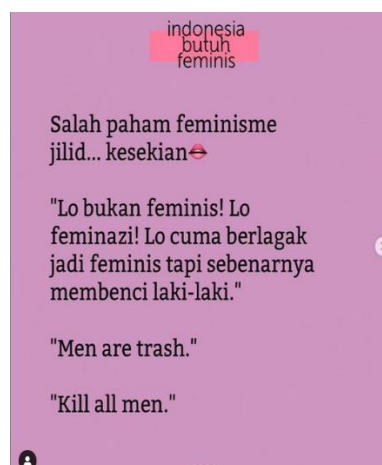 indonesia
butuh
feminis
Salah paham feminisme
jilid... kesekian
"Lo bukan feminis! Lo
feminazi! Lo cuma berlagak
jadi feminis tapi sebenarnya
membenci laki-laki."
"Men are trash."
"Kill all men."